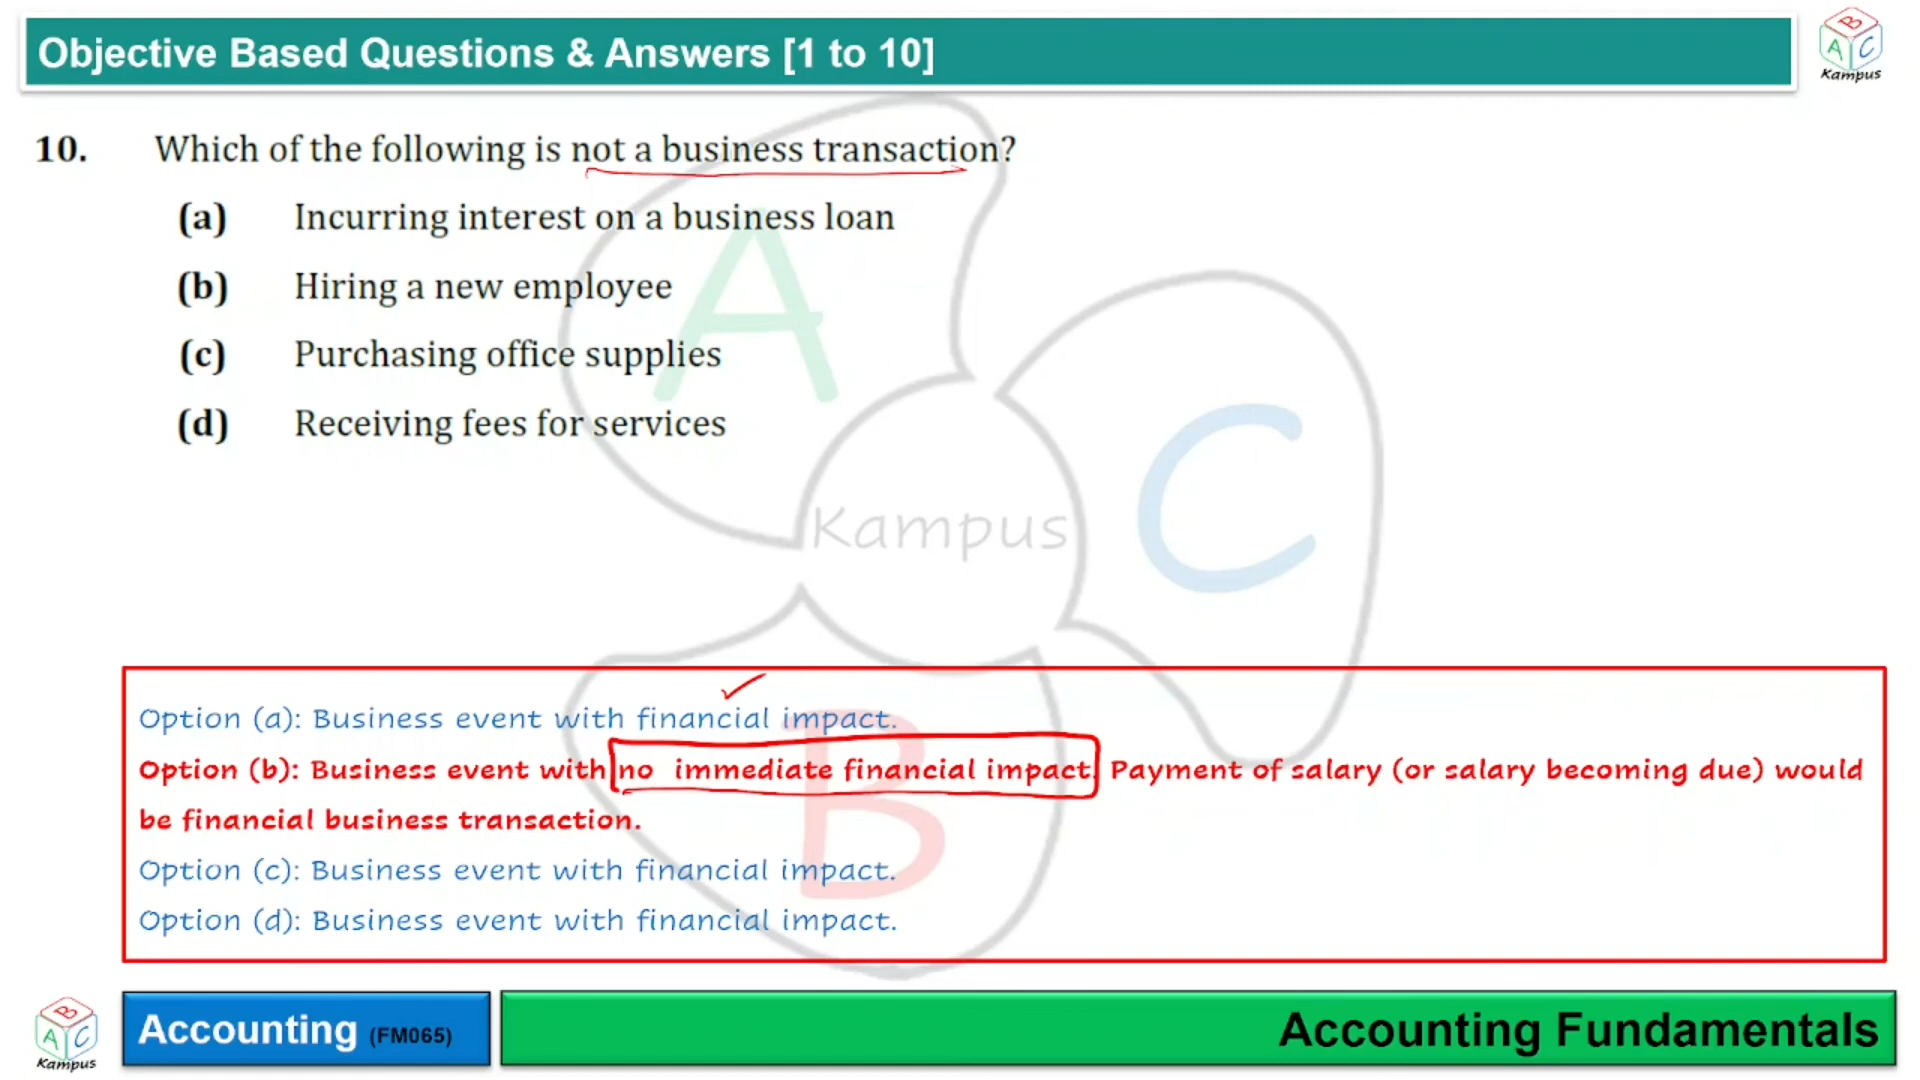 Objective Based Questions & Answers [1 to 10]
B
A C
Kampus
10. Which of the following is not a business transaction?
(a) Incurring interest on a business loan
(b) Hiring a new employee
(c) Purchasing office supplies
(d) Receiving fees for services
A
C
Kampus
B
Option (a): Business event with financial impact.
Option (b): Business event with no immediate financial impact. Payment of salary (or salary becoming due) would
be financial business transaction.
Option (c): Business event with financial impact.
Option (d): Business event with financial impact.
B
A C
Kampus
Accounting (FM065)
Accounting Fundamentals